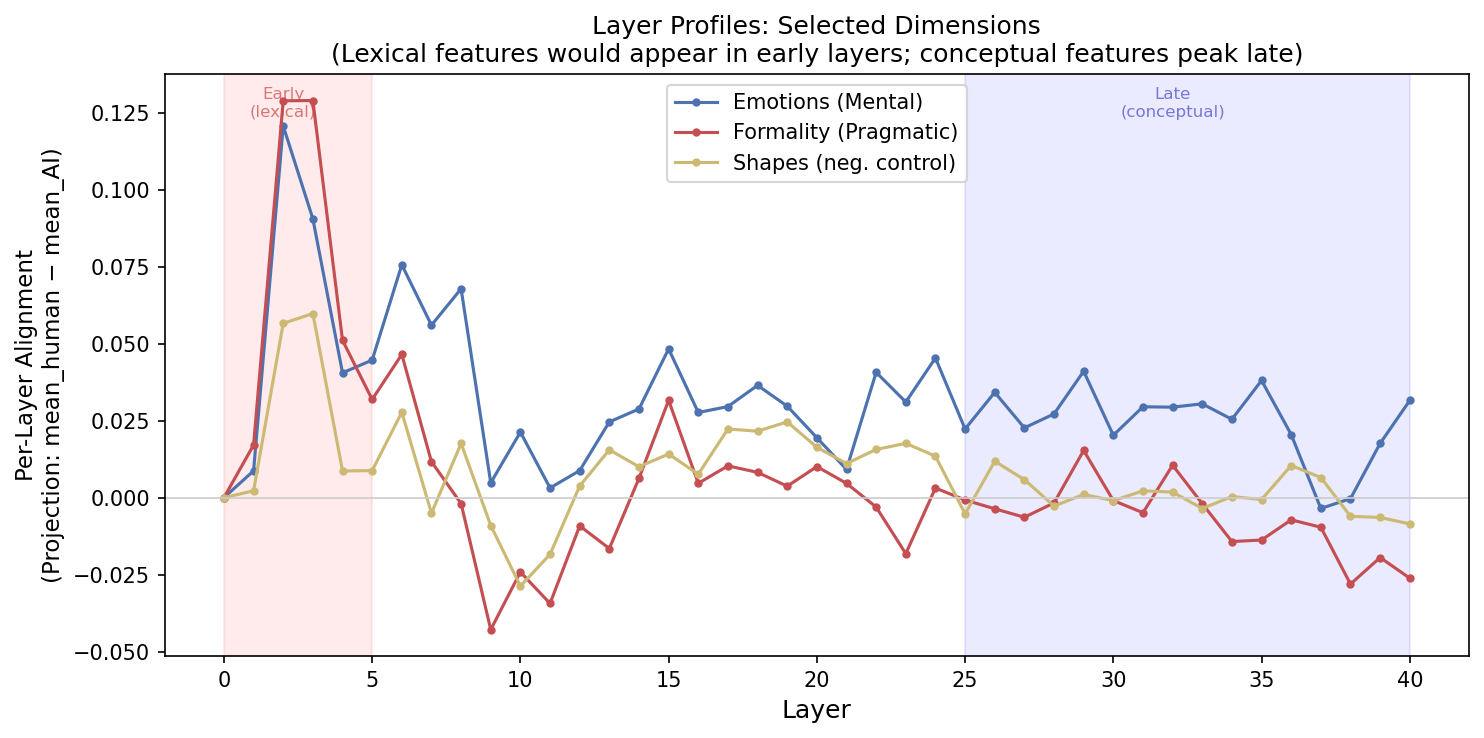 Layer Profiles: Selected Dimensions
(Lexical features would appear in early layers; conceptual features peak late)
Early
(lexical)
Late
(conceptual)
Emotions (Mental)
Formality (Pragmatic)
Shapes (neg. control)
Per-Layer Alignment
(Projection: mean_human − mean_AI)
0.125
0.100
0.075
0.050
0.025
0.000
−0.025
−0.050
0 5 10 15 20 25 30 35 40
Layer